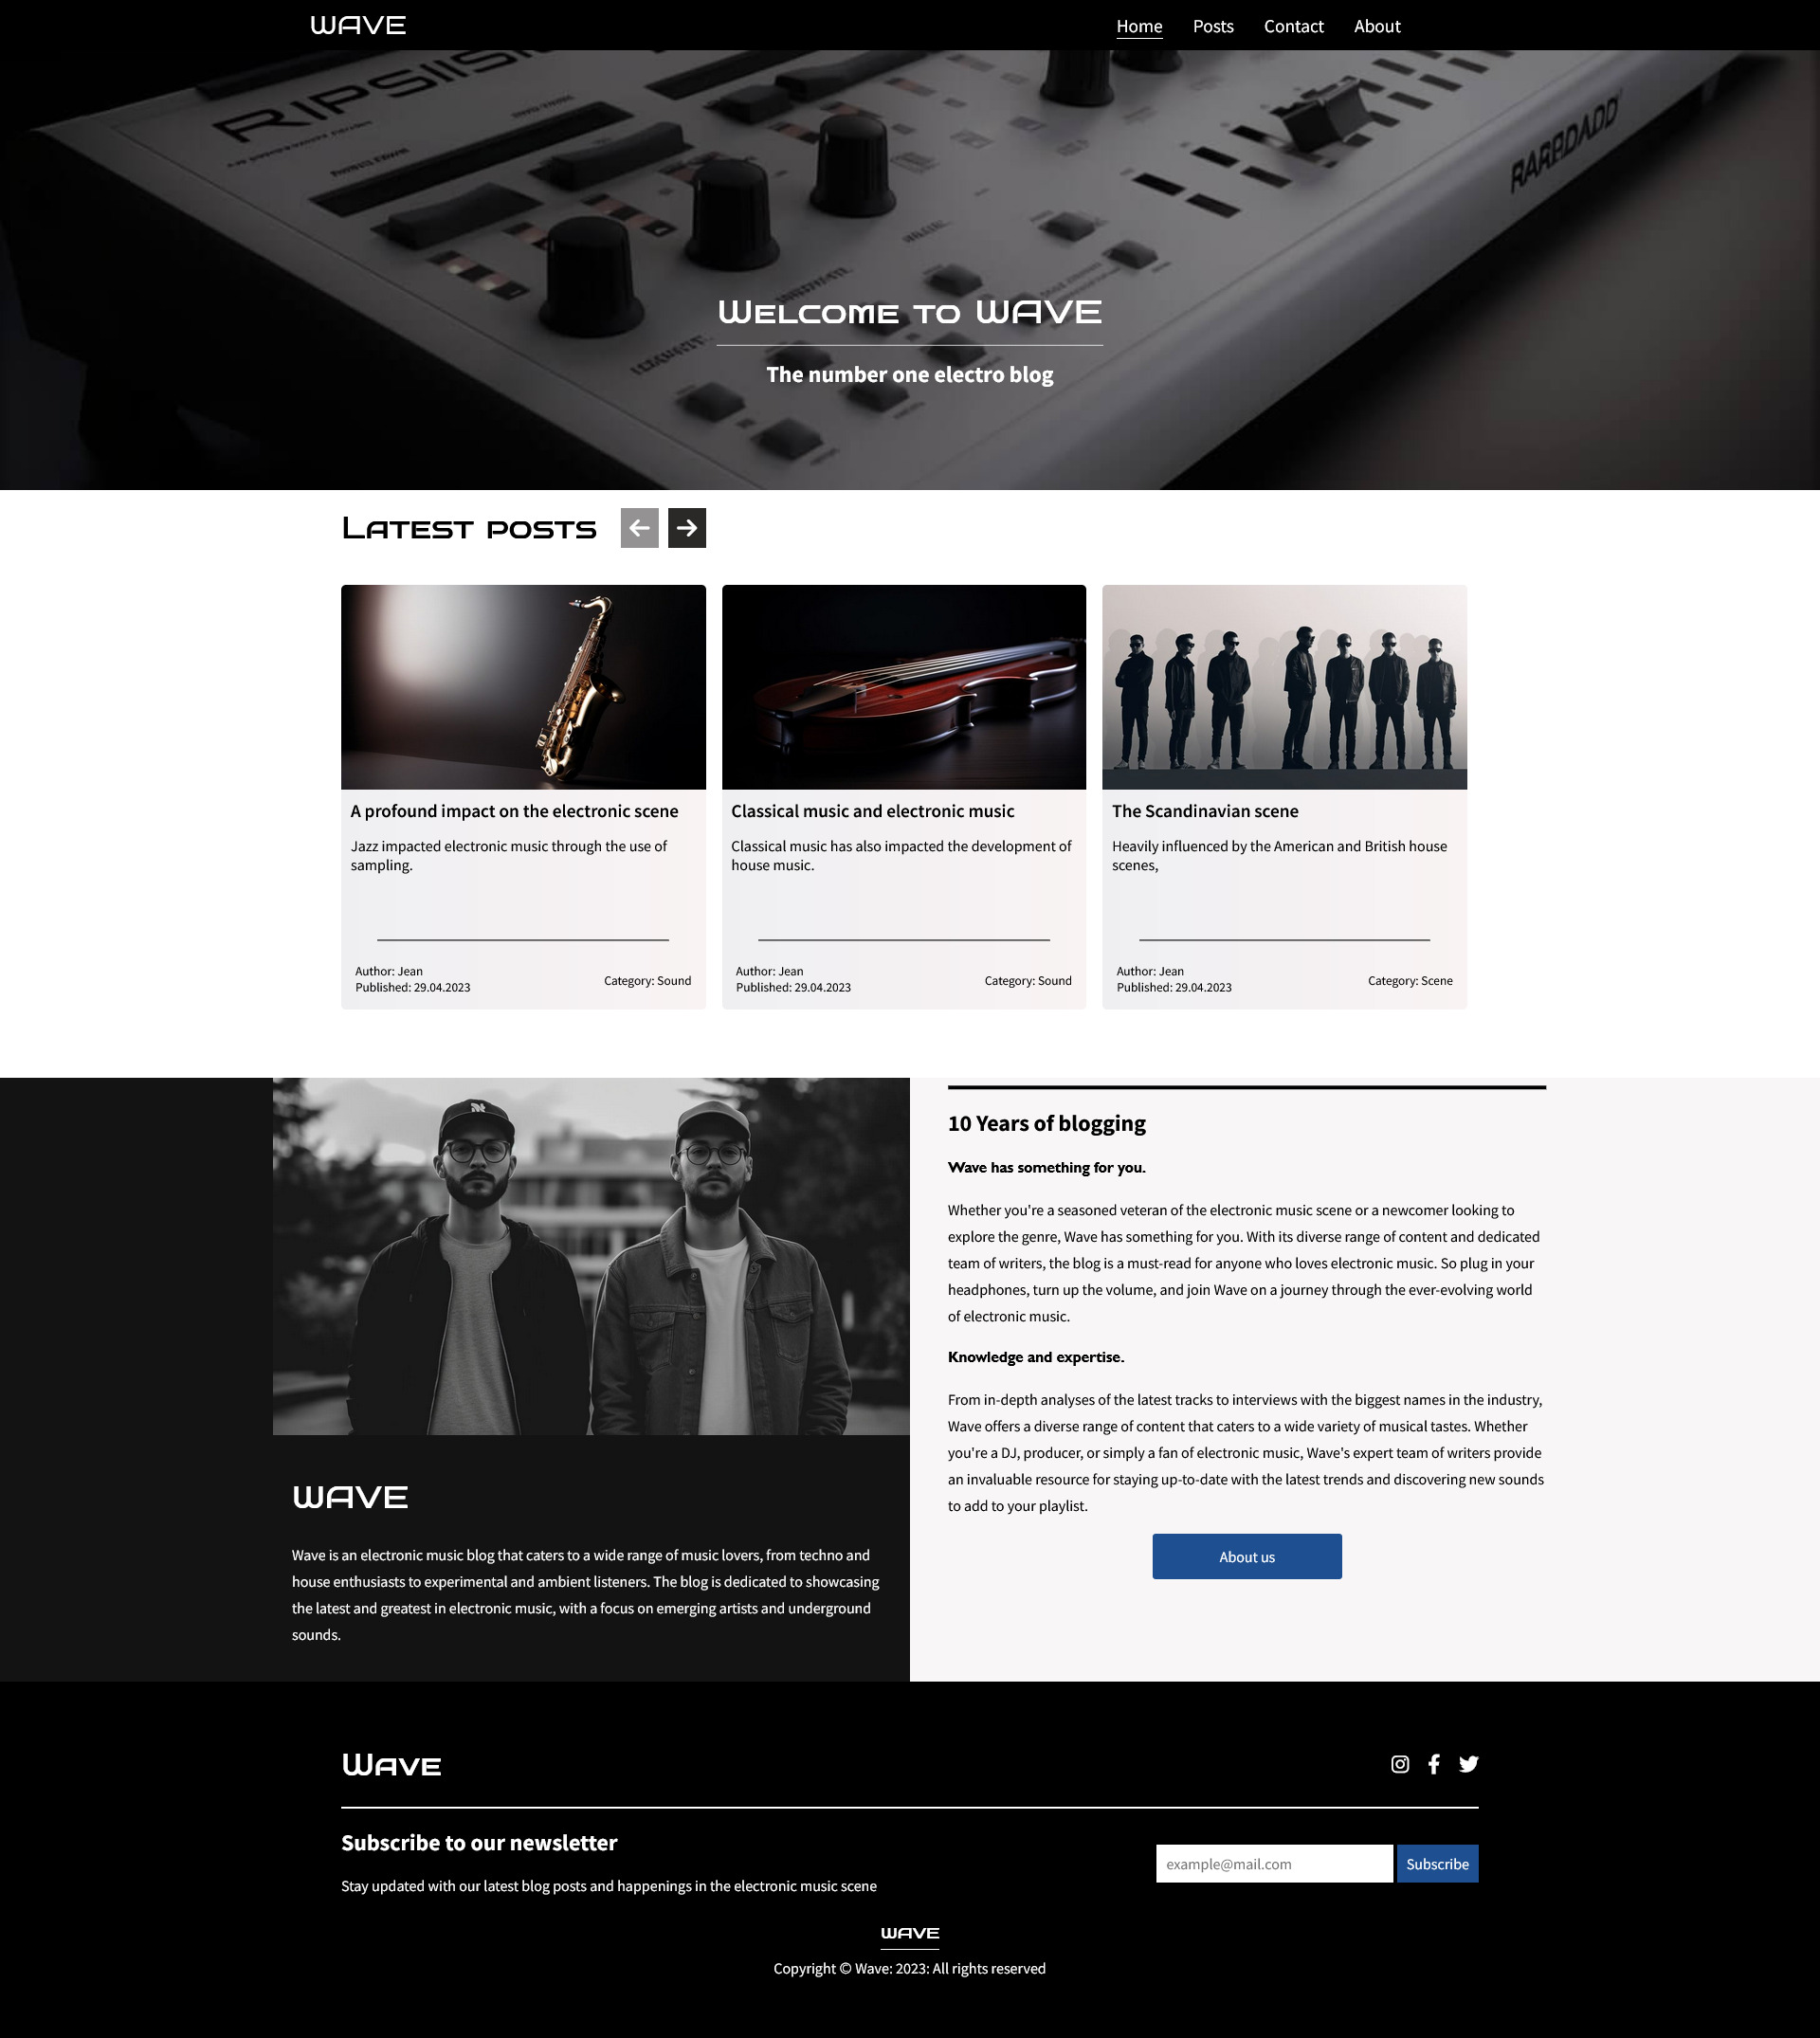 WAVE
Home Posts Contact About
RIPSIISI
RARPDADD
Welcome to WAVE
The number one electro blog
Latest posts
A profound impact on the electronic scene
Jazz impacted electronic music through the use of
sampling.
Author: Jean
Published: 29.04.2023
Category: Sound
Classical music and electronic music
Classical music has also impacted the development of
house music.
Author: Jean
Published: 29.04.2023
Category: Sound
The Scandinavian scene
Heavily influenced by the American and British house
scenes,
Author: Jean
Published: 29.04.2023
Category: Scene
WAVE
Wave is an electronic music blog that caters to a wide range of music lovers, from techno and
house enthusiasts to experimental and ambient listeners. The blog is dedicated to showcasing
the latest and greatest in electronic music, with a focus on emerging artists and underground
sounds.
10 Years of blogging
Wave has something for you.
Whether you're a seasoned veteran of the electronic music scene or a newcomer looking to
explore the genre, Wave has something for you. With its diverse range of content and dedicated
team of writers, the blog is a must-read for anyone who loves electronic music. So plug in your
headphones, turn up the volume, and join Wave on a journey through the ever-evolving world
of electronic music.
Knowledge and expertise.
From in-depth analyses of the latest tracks to interviews with the biggest names in the industry,
Wave offers a diverse range of content that caters to a wide variety of musical tastes. Whether
you're a DJ, producer, or simply a fan of electronic music, Wave's expert team of writers provide
an invaluable resource for staying up-to-date with the latest trends and discovering new sounds
to add to your playlist.
About us
Wave
Subscribe to our newsletter
Stay updated with our latest blog posts and happenings in the electronic music scene
example@mail.com
Subscribe
WAVE
Copyright © Wave: 2023: All rights reserved